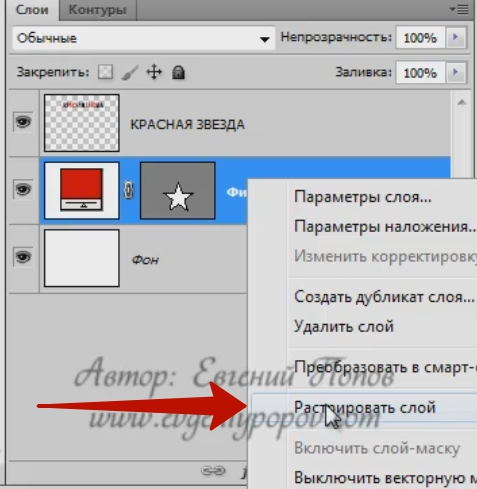 Слои Контуры
Обычные Непрозрачность: 100%
Закрепить: Заливка: 100%
КРАСНАЯ ЗВЕЗДА
Фи
Параметры слоя...
Параметры наложения...
Изменить корректировку
Фон
Создать дубликат слоя...
Удалить слой
Преобразовать в смарт-
Автор: Евгений Попов
Растрировать слой
www.evgeniypopov.com
Включить слой-маску
Выключить векторную м